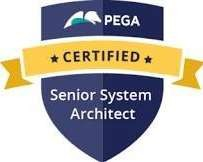 PEGA
CERTIFIED
Senior System
Architect